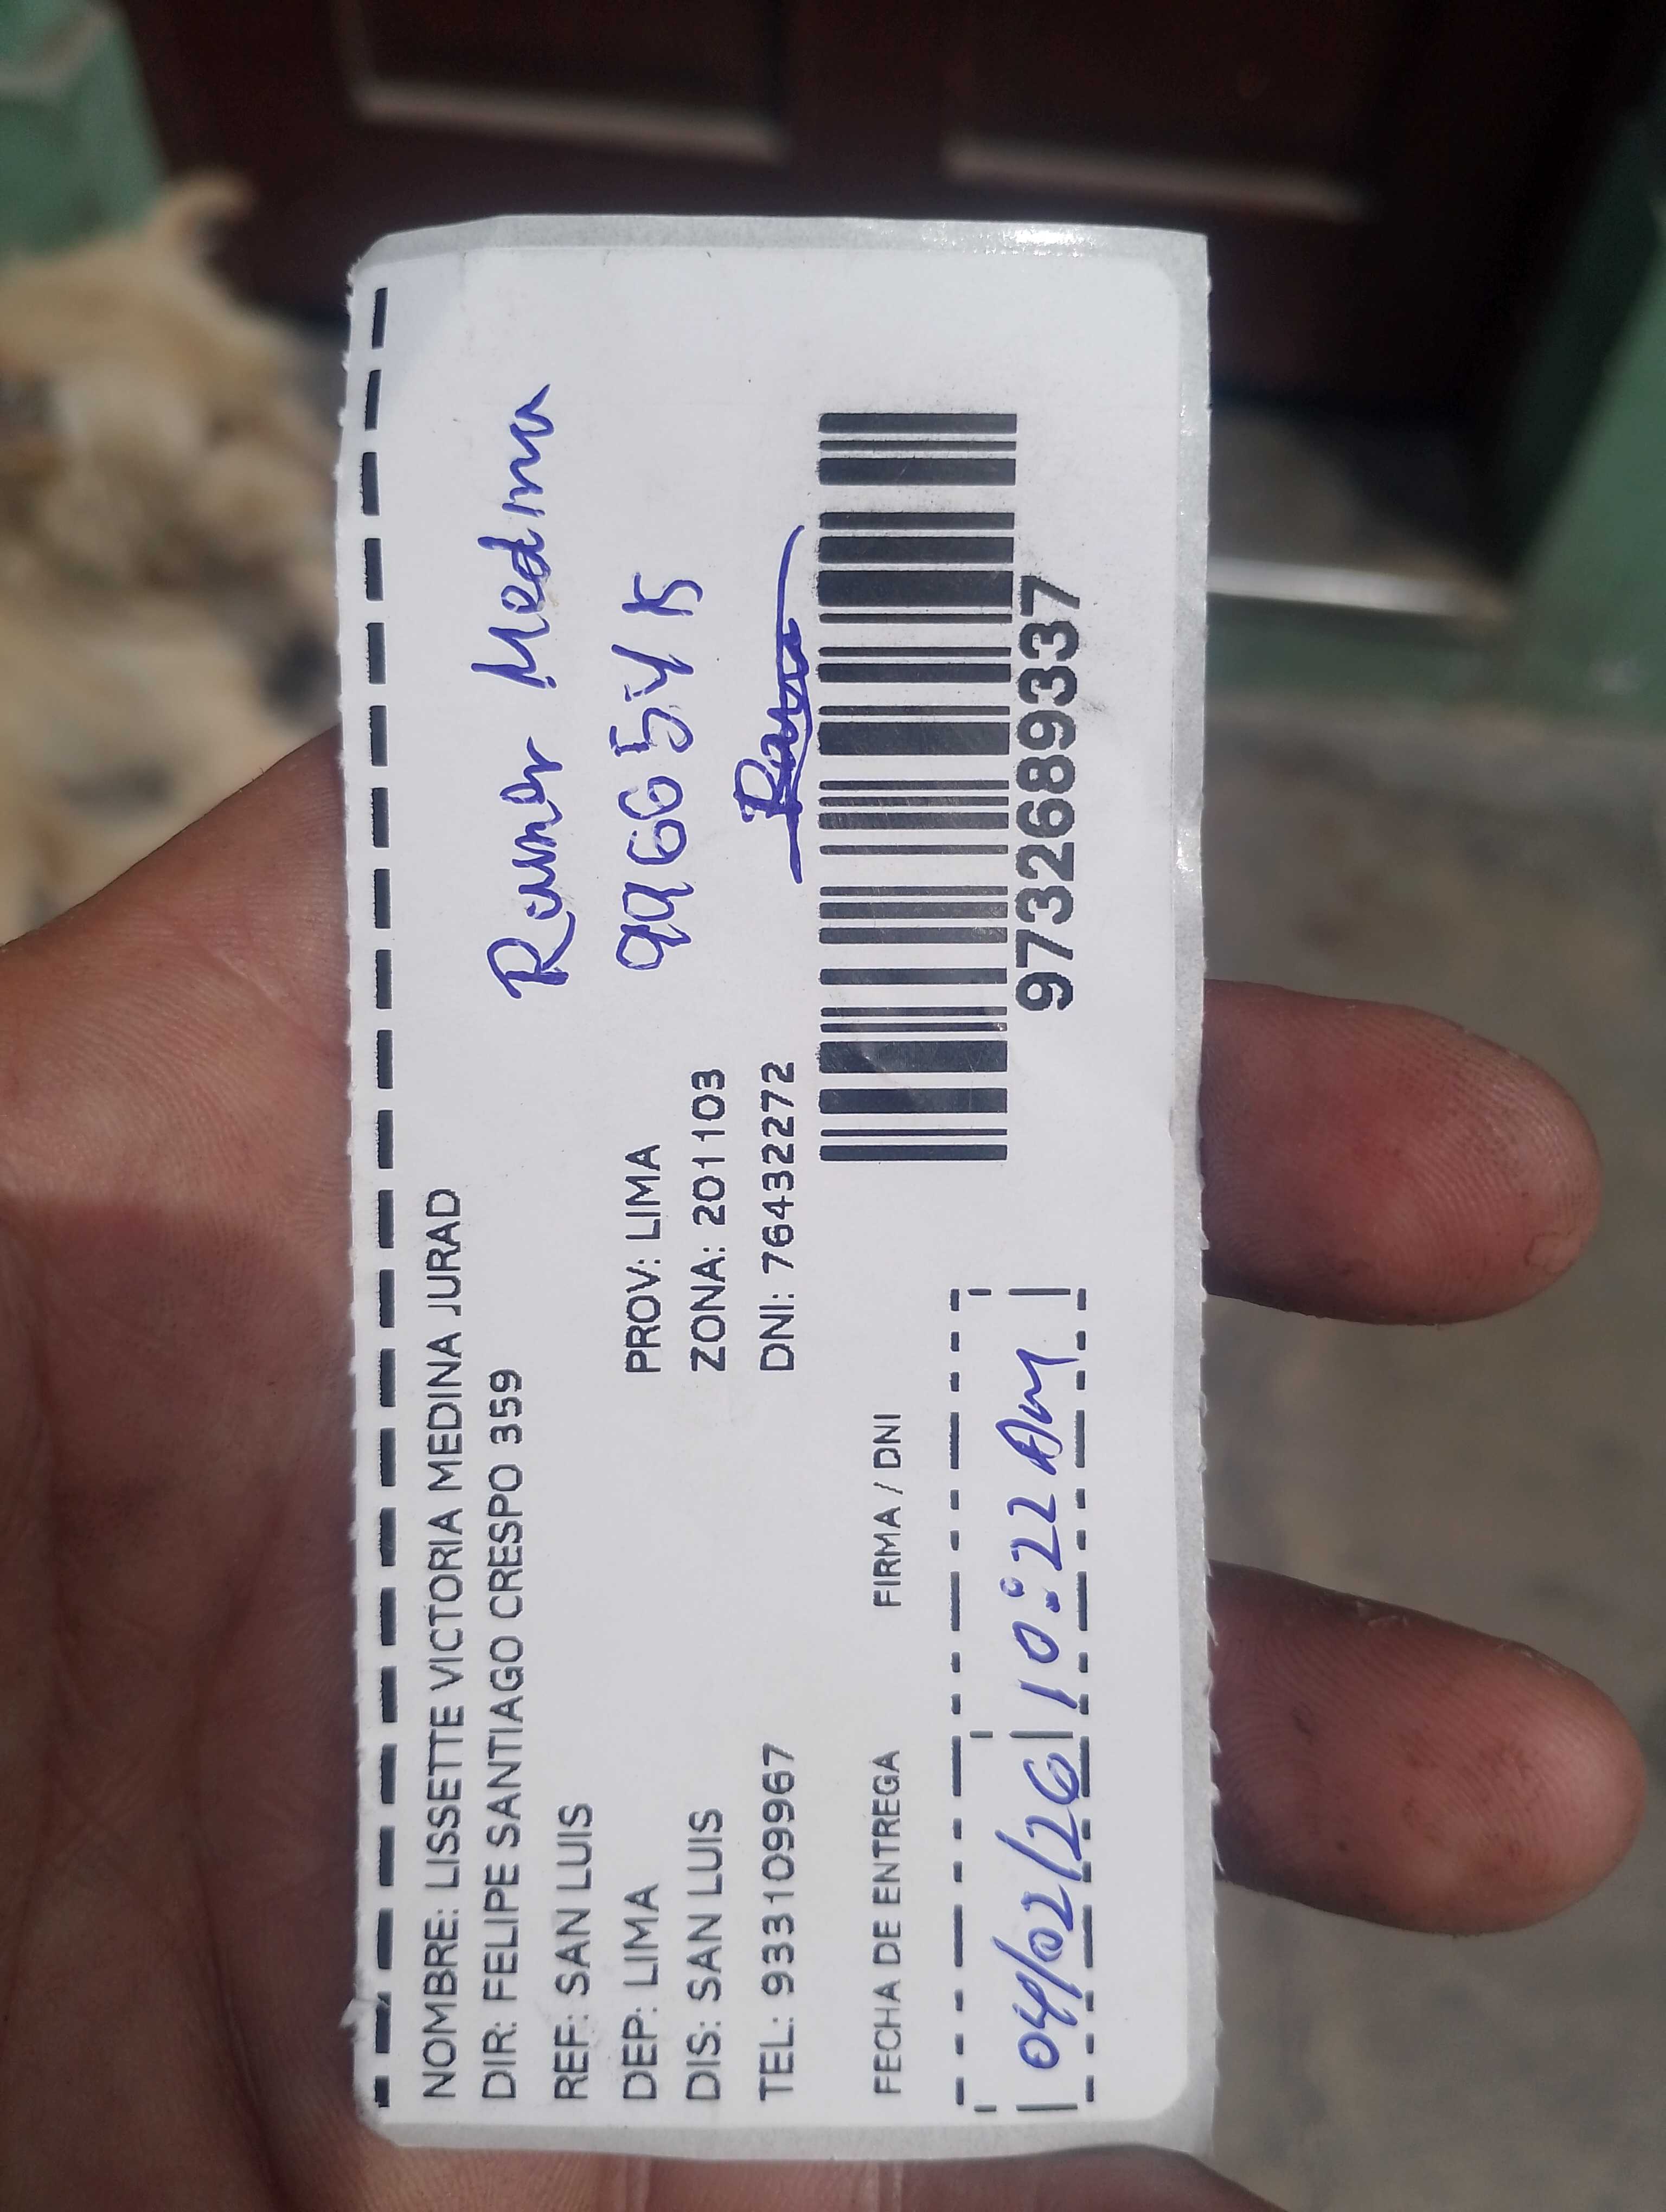 NOMBRE: LISSETTE VICTORIA MEDINA JURAD
DIR: FELIPE SANTIAGO CRESPO 359
REF: SAN LUIS
DEP: LIMA PROV: LIMA
DIS: SAN LUIS ZONA: 201103
TEL: 933109967 DNI: 76432272
Medina
FECHA DE ENTREGA FIRMA / DNI
04/02/26 10:22 AM
9732689337